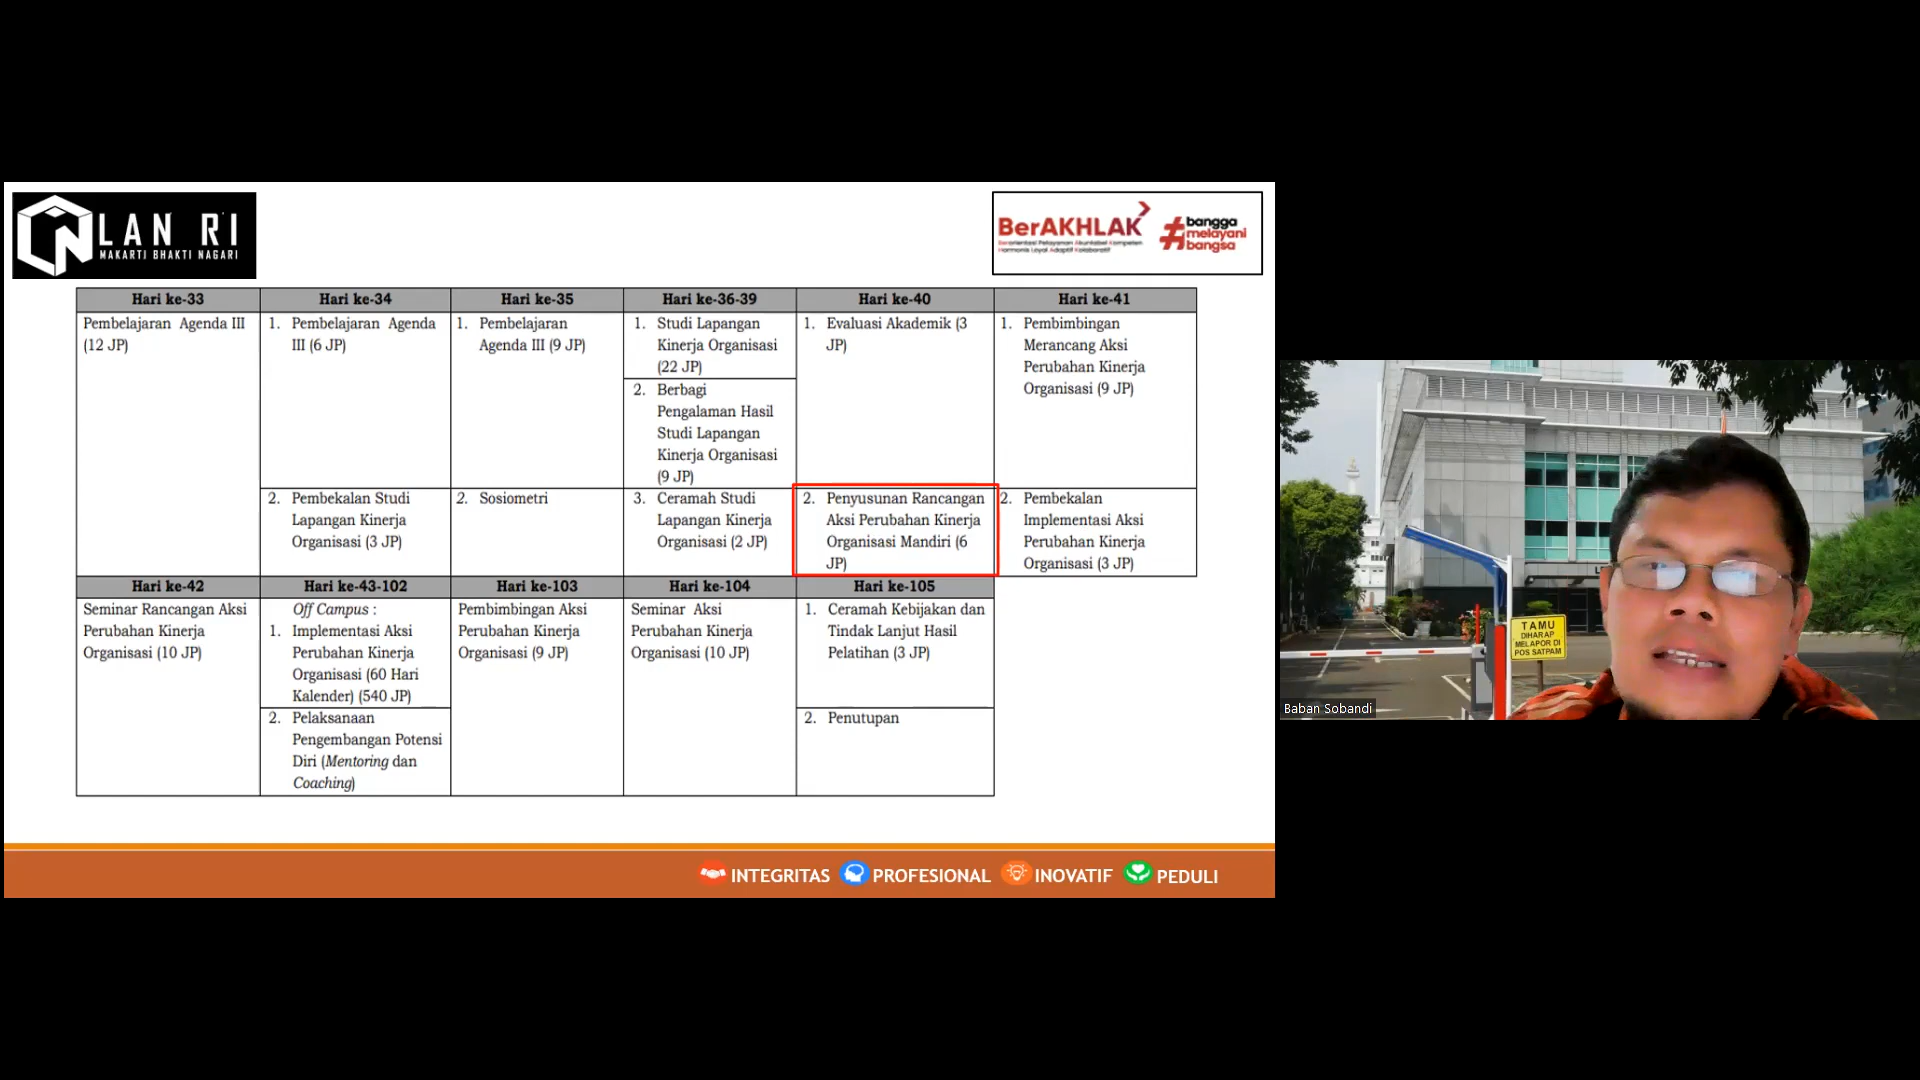 LAN RI
MAKARTI BHAKTI NAGARI
BerAKHLAK
Berorientasi Pelayanan Akuntabel Kompeten
Harmonis Loyal Adaptif Kolaboratif
#bangga
melayani
bangsa
Hari ke-33
Pembelajaran Agenda III
(12 JP)
Hari ke-34
1. Pembelajaran Agenda
III (6 JP)
2. Pembekalan Studi
Lapangan Kinerja
Organisasi (3 JP)
Hari ke-35
1. Pembelajaran
Agenda III (9 JP)
2. Sosiometri
Hari ke-36-39
1. Studi Lapangan
Kinerja Organisasi
(22 JP)
2. Berbagi
Pengalaman Hasil
Studi Lapangan
Kinerja Organisasi
(9 JP)
3. Ceramah Studi
Lapangan Kinerja
Organisasi (2 JP)
Hari ke-40
1. Evaluasi Akademik (3
JP)
2. Penyusunan Rancangan
Aksi Perubahan Kinerja
Organisasi Mandiri (6
JP)
Hari ke-41
1. Pembimbingan
Merancang Aksi
Perubahan Kinerja
Organisasi (9 JP)
2. Pembekalan
Implementasi Aksi
Perubahan Kinerja
Organisasi (3 JP)
Hari ke-42
Seminar Rancangan Aksi
Perubahan Kinerja
Organisasi (10 JP)
Hari ke-43-102
Off Campus :
1. Implementasi Aksi
Perubahan Kinerja
Organisasi (60 Hari
Kalender) (540 JP)
2. Pelaksanaan
Pengembangan Potensi
Diri (Mentoring dan
Coaching)
Hari ke-103
Pembimbingan Aksi
Perubahan Kinerja
Organisasi (9 JP)
Hari ke-104
Seminar Aksi
Perubahan Kinerja
Organisasi (10 JP)
Hari ke-105
1. Ceramah Kebijakan dan
Tindak Lanjut Hasil
Pelatihan (3 JP)
2. Penutupan
INTEGRITAS PROFESIONAL INOVATIF PEDULI
TAMU
DIHARAP
MELAPOR DI
POS SATPAM
Baban Sobandi